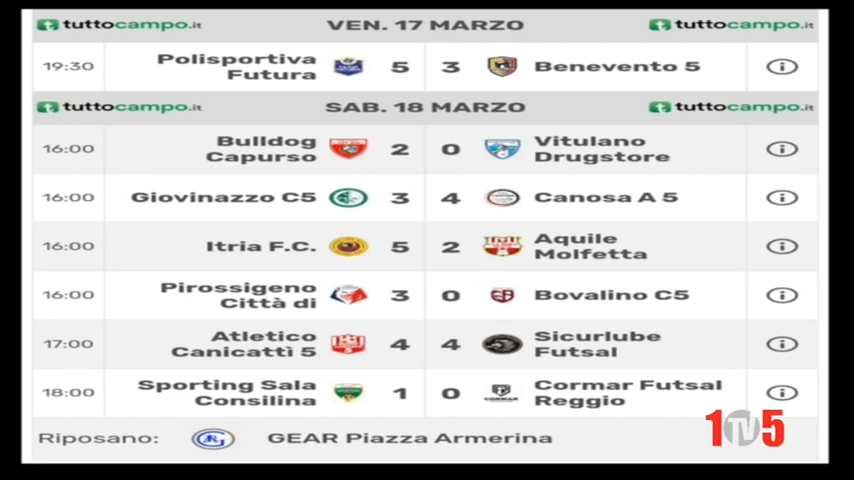 tuttocampo.it VEN. 17 MARZO tuttocampo.it
19:30 Polisportiva Futura 5 3 Benevento 5
tuttocampo.it SAB. 18 MARZO tuttocampo.it
16:00 Bulldog Capurso 2 0 Vitulano Drugstore
16:00 Giovinazzo C5 3 4 Canosa A 5
16:00 Itria F.C. 5 2 Aquile Molfetta
16:00 Pirossigeno Città di 3 0 Bovalino C5
17:00 Atletico Canicattì 5 4 4 Sicurlube Futsal
18:00 Sporting Sala Consilina 1 0 Cormar Futsal Reggio
CORMAR
Riposano: GEAR Piazza Armerina
1TV5